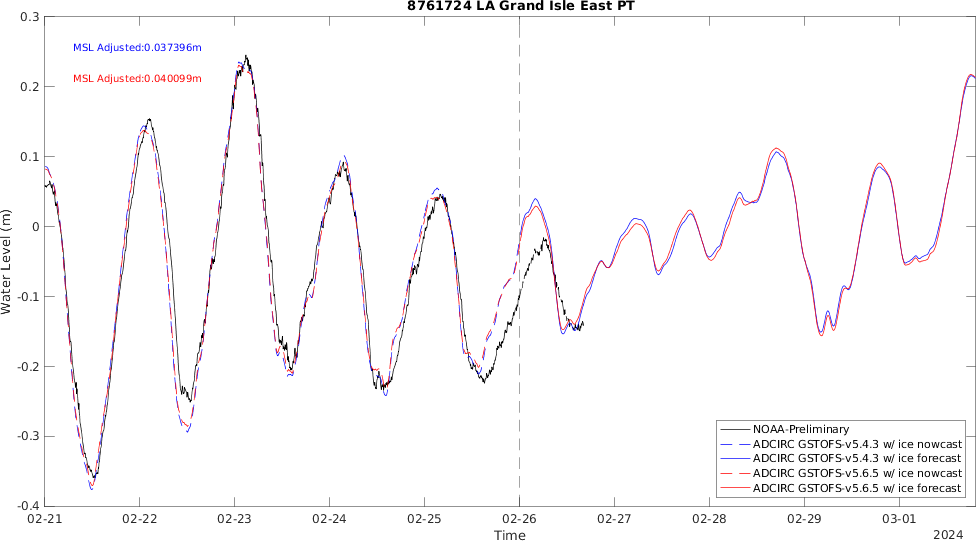 8761724 LA Grand Isle East PT
MSL Adjusted:0.037396m
MSL Adjusted:0.040099m
Water Level (m)
0.3
0.2
0.1
0
-0.1
-0.2
-0.3
-0.4
NOAA-Preliminary
ADCIRC GSTOFS-v5.4.3 w/ ice nowcast
ADCIRC GSTOFS-v5.4.3 w/ ice forecast
ADCIRC GSTOFS-v5.6.5 w/ ice nowcast
ADCIRC GSTOFS-v5.6.5 w/ ice forecast
02-21 02-22 02-23 02-24 02-25 02-26 02-27 02-28 02-29 03-01
Time
2024